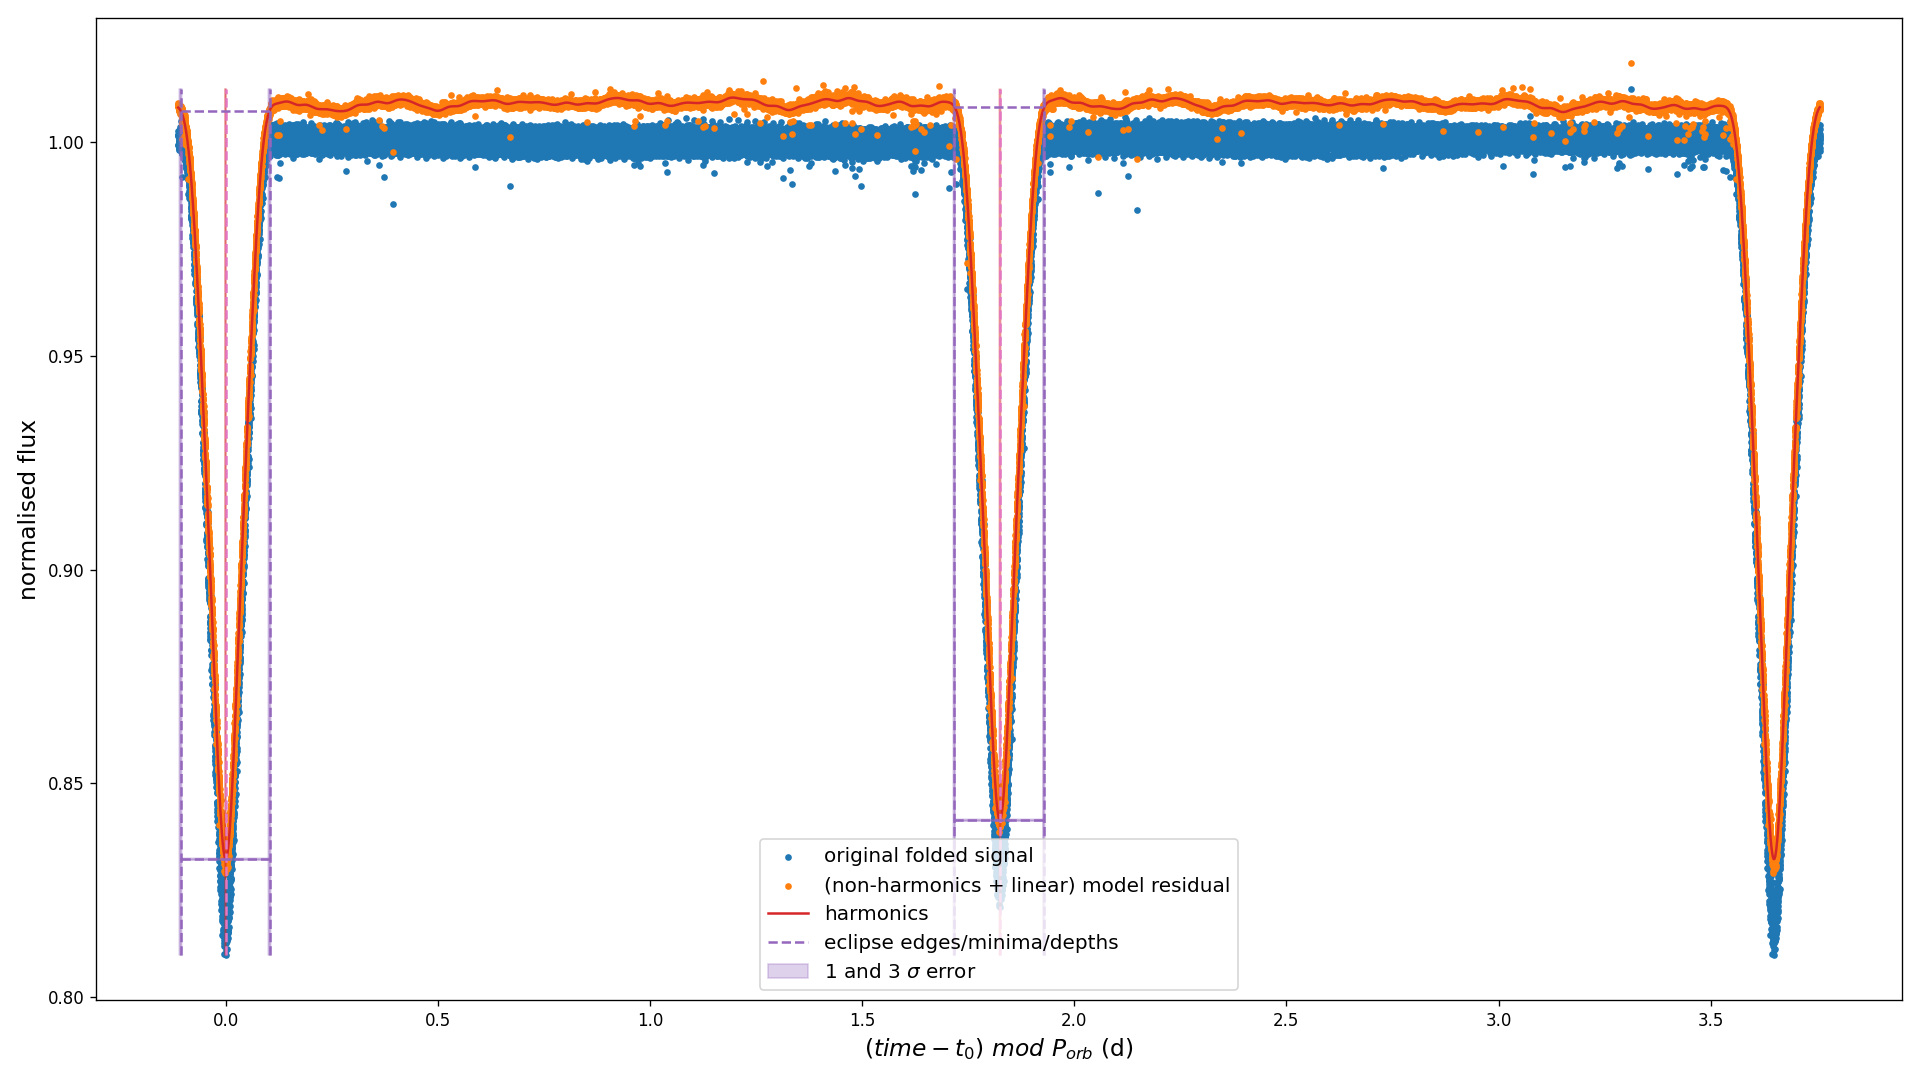 normalised flux
1.00
0.95
0.90
0.85
0.80
original folded signal
(non-harmonics + linear) model residual
harmonics
eclipse edges/minima/depths
1 and 3 σ error
0.0 0.5 1.0 1.5 2.0 2.5 3.0 3.5
(time − t₀) mod P_orb (d)